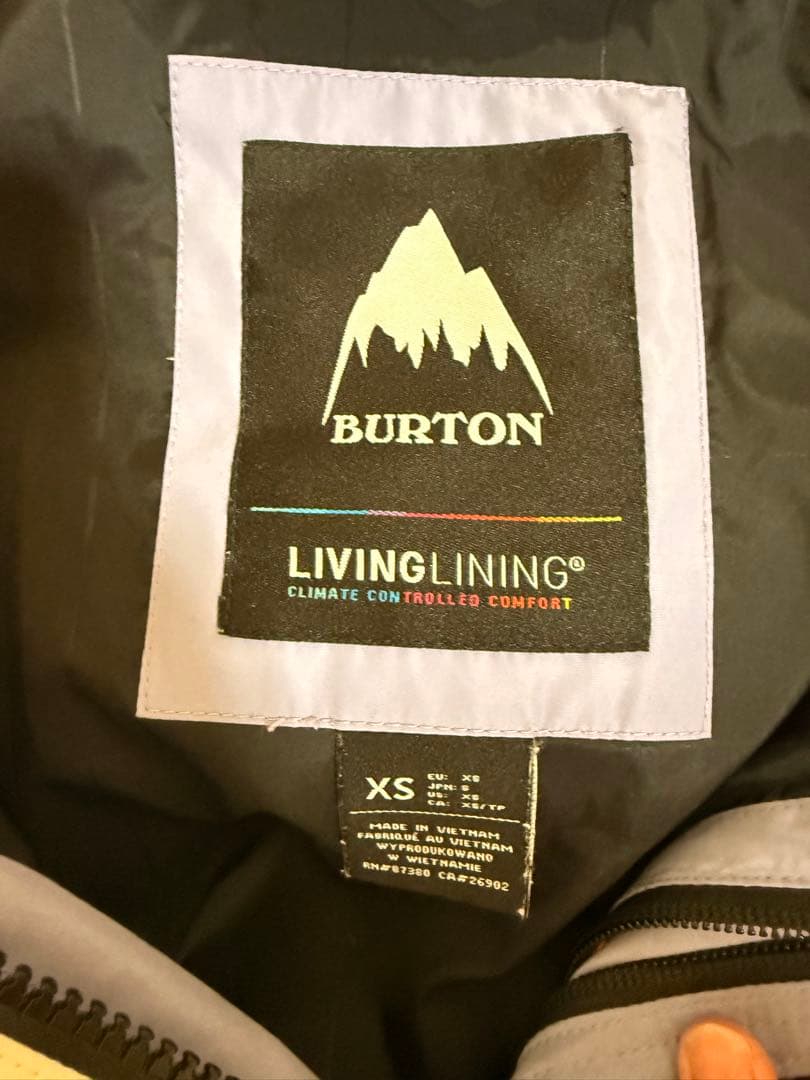 BURTON
LIVINGLINING®
CLIMATE CONTROLLED COMFORT
XS
EU: XS
JPN: S
US: XS
CA: XS/TP
MADE IN VIETNAM
FABRIQUÉ AU VIETNAM
WYPRODUKOWANO
W WIETNAMIE
RN#87380 CA#26902